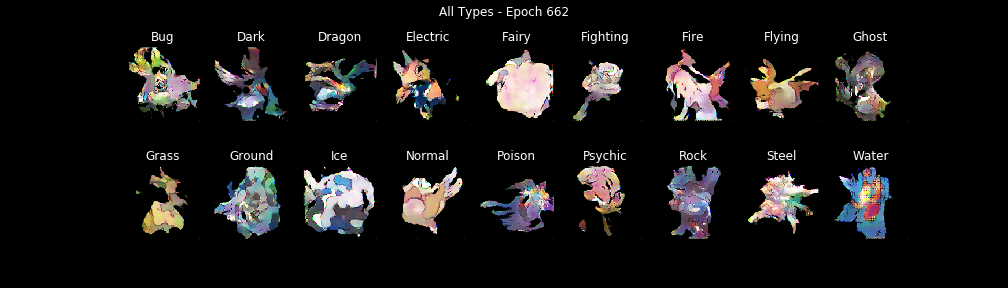 All Types - Epoch 662
Bug Dark Dragon Electric Fairy Fighting Fire Flying Ghost
Grass Ground Ice Normal Poison Psychic Rock Steel Water